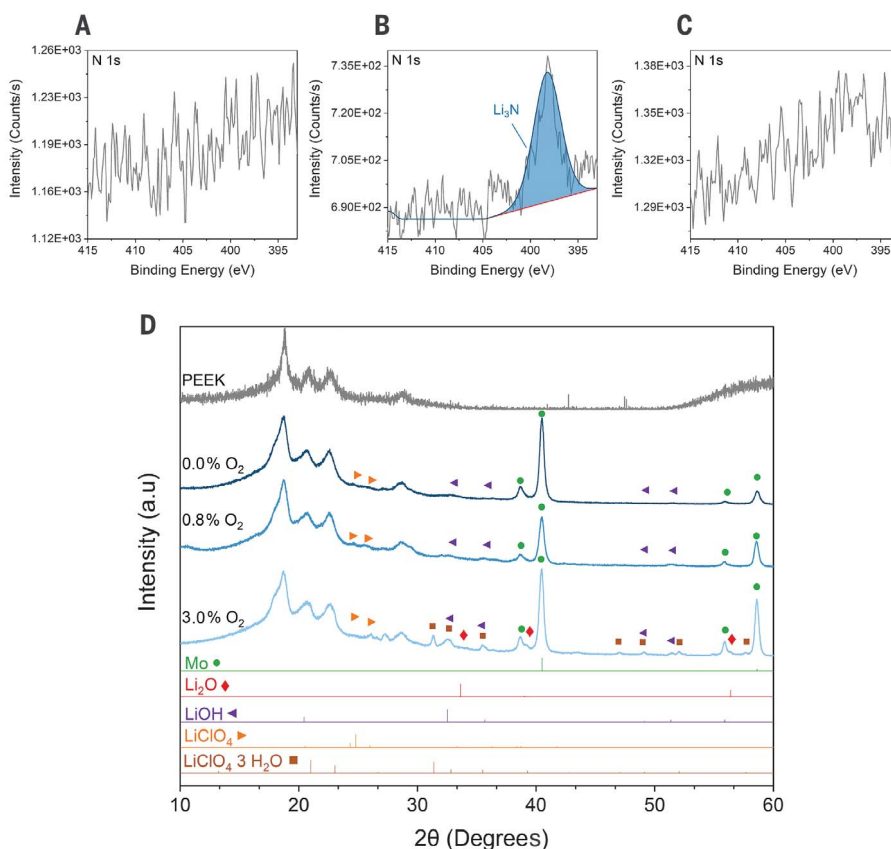 A
B
C
N 1s
1.26E+03
1.23E+03
1.19E+03
1.16E+03
1.12E+03
Intensity (Counts/s)
415 410 405 400 395
Binding Energy (eV)
N 1s
Li₃N
7.35E+02
7.20E+02
7.05E+02
6.90E+02
Intensity (Counts/s)
415 410 405 400 395
Binding Energy (eV)
N 1s
1.38E+03
1.35E+03
1.32E+03
1.29E+03
Intensity (Counts/s)
415 410 405 400 395
Binding Energy (eV)
D
PEEK
0.0% O₂
0.8% O₂
3.0% O₂
Mo
Li₂O
LiOH
LiClO₄
LiClO₄ 3 H₂O
Intensity (a.u)
10 20 30 40 50 60
2θ (Degrees)